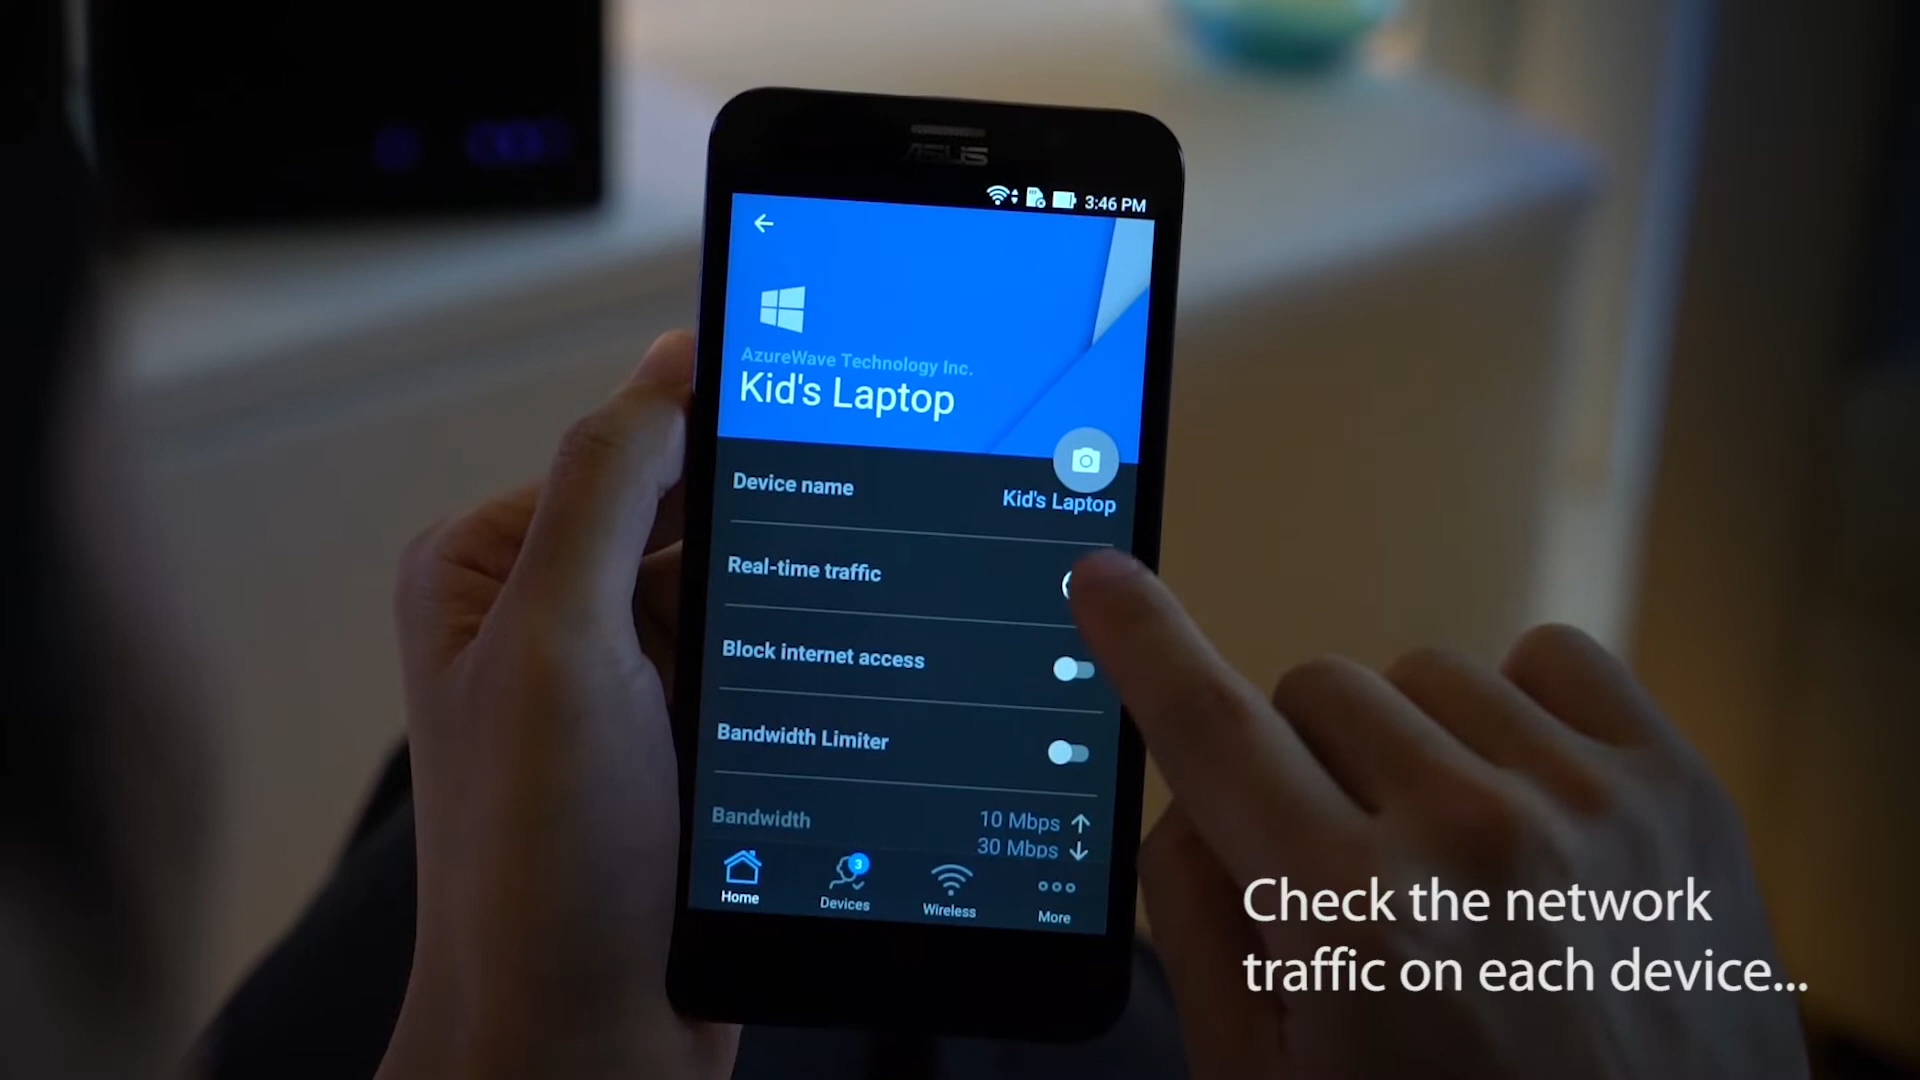 ASUS
3:46 PM
AzureWave Technology Inc.
Kid's Laptop
Device name
Kid's Laptop
Real-time traffic
Block internet access
Bandwidth Limiter
Bandwidth
10 Mbps
30 Mbps
3
Home
Devices
Wireless
More
Check the network
traffic on each device...